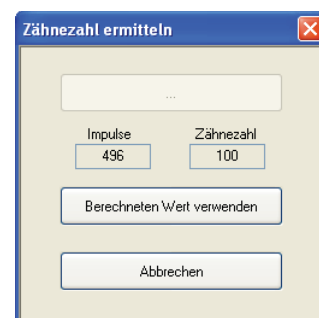 Zähnezahl ermitteln
...
Impulse Zähnezahl
496 100
Berechneten Wert verwenden
Abbrechen